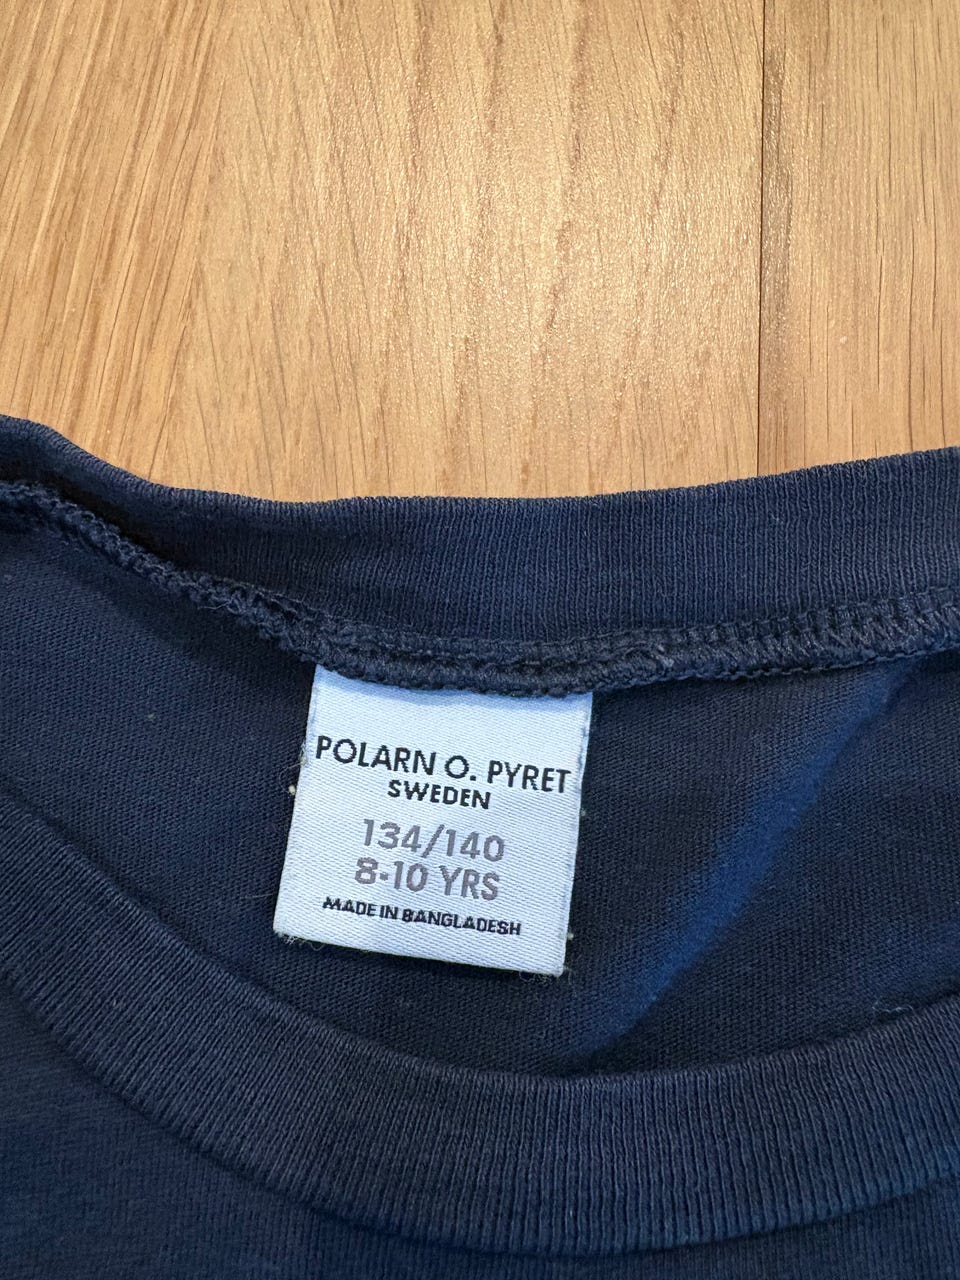 POLARN O. PYRET
SWEDEN
134/140
8-10 YRS
MADE IN BANGLADESH